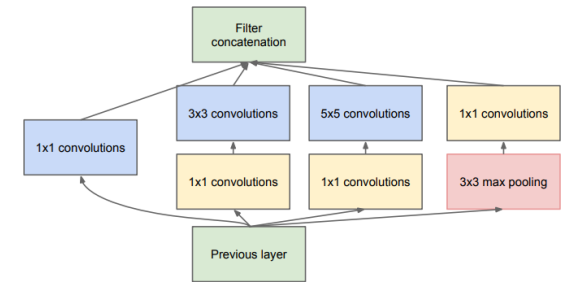 Filter
concatenation
3x3 convolutions
5x5 convolutions
1x1 convolutions
1x1 convolutions
1x1 convolutions
1x1 convolutions
3x3 max pooling
Previous layer